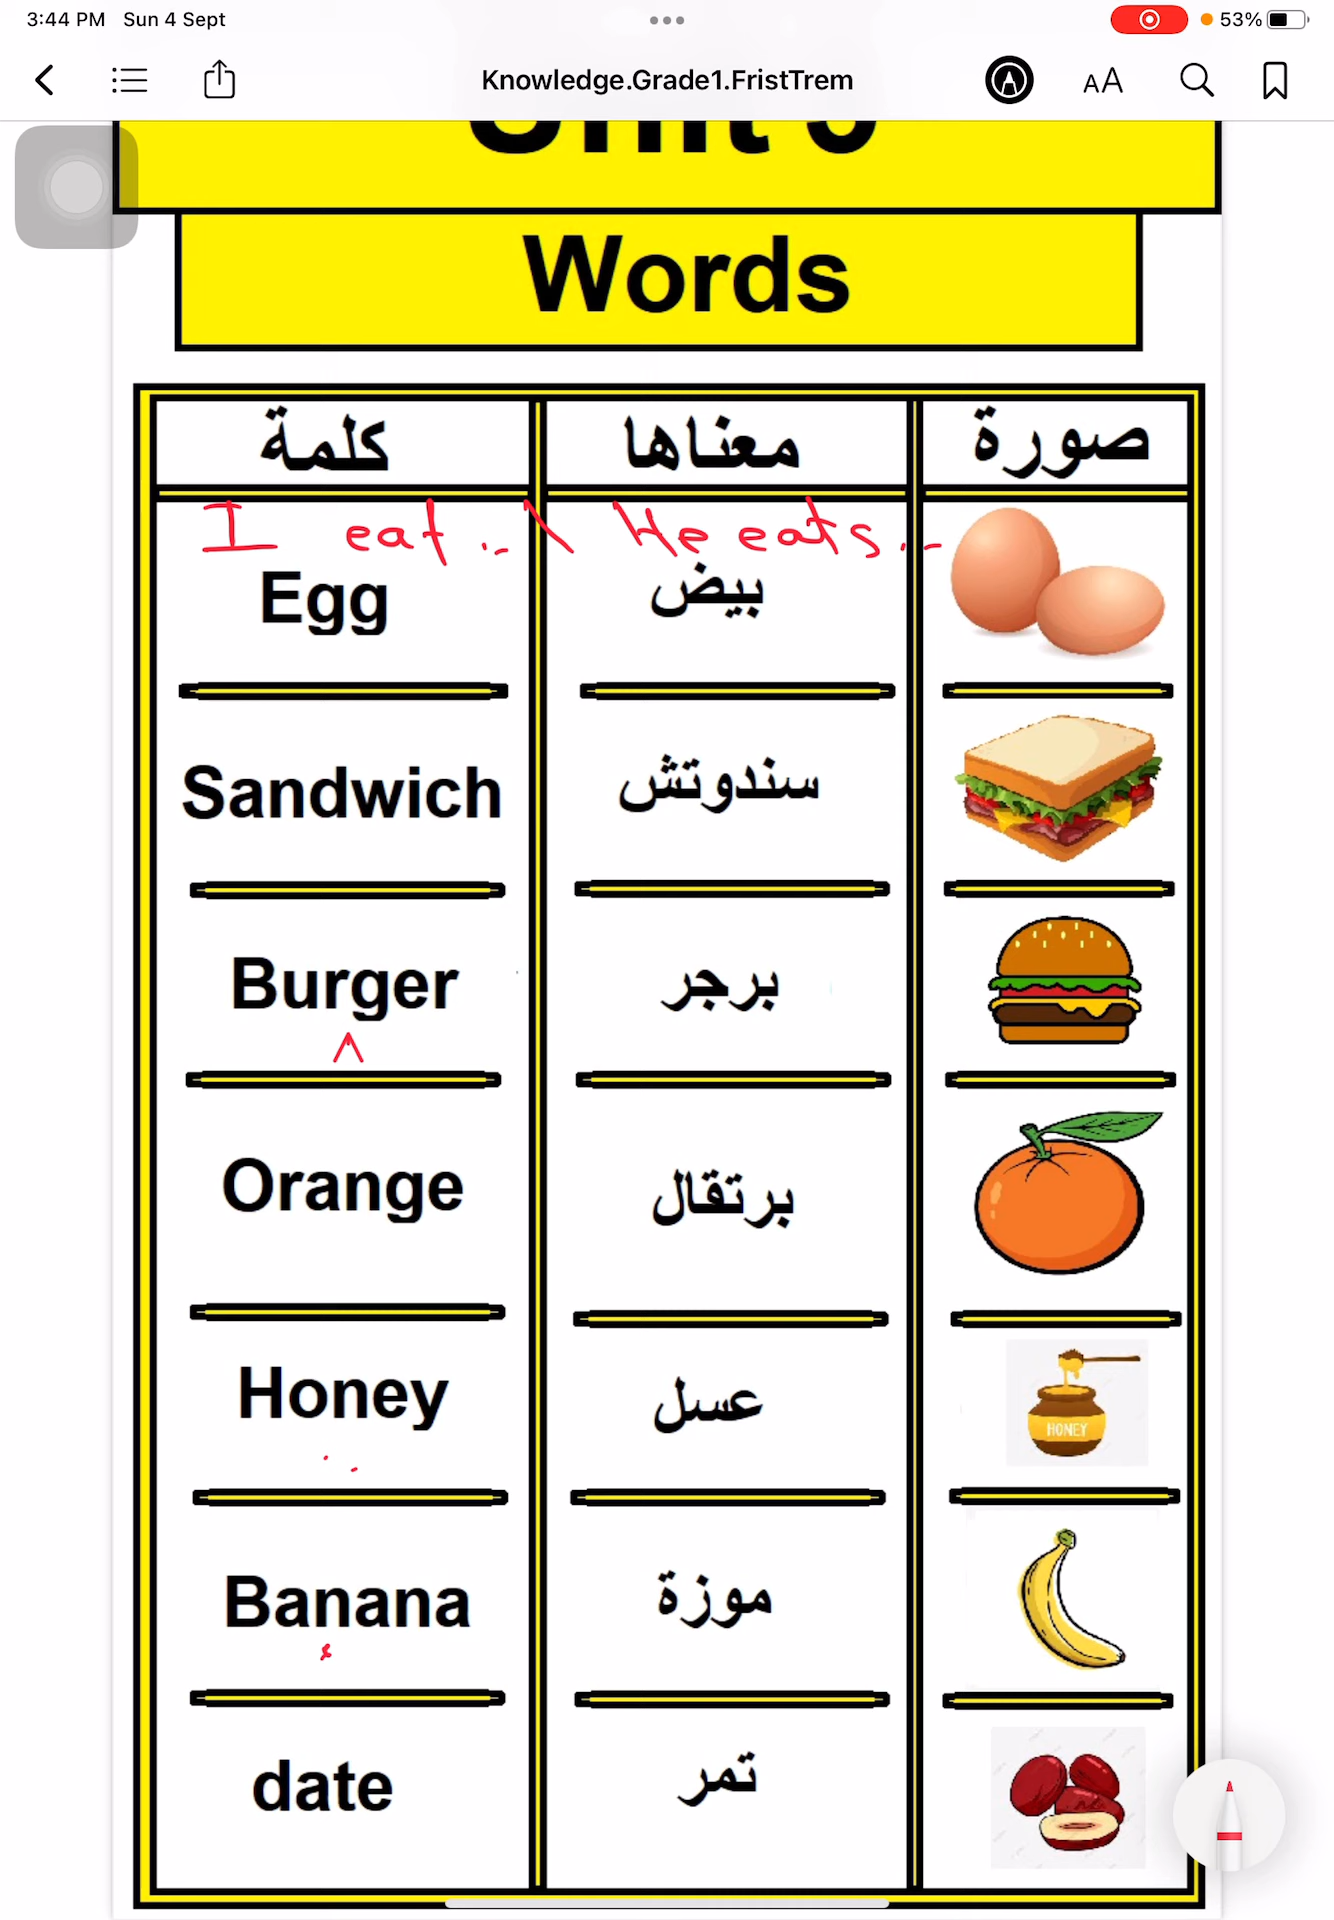 3:44 PM Sun 4 Sept
53%
Knowledge.Grade1.FristTrem
AA
Words
كلمة معناها صورة
I eat .. \ He eats ..
Egg بيض
Sandwich سندوتش
Burger برجر
Orange برتقال
Honey عسل
HONEY
Banana موزة
date تمر